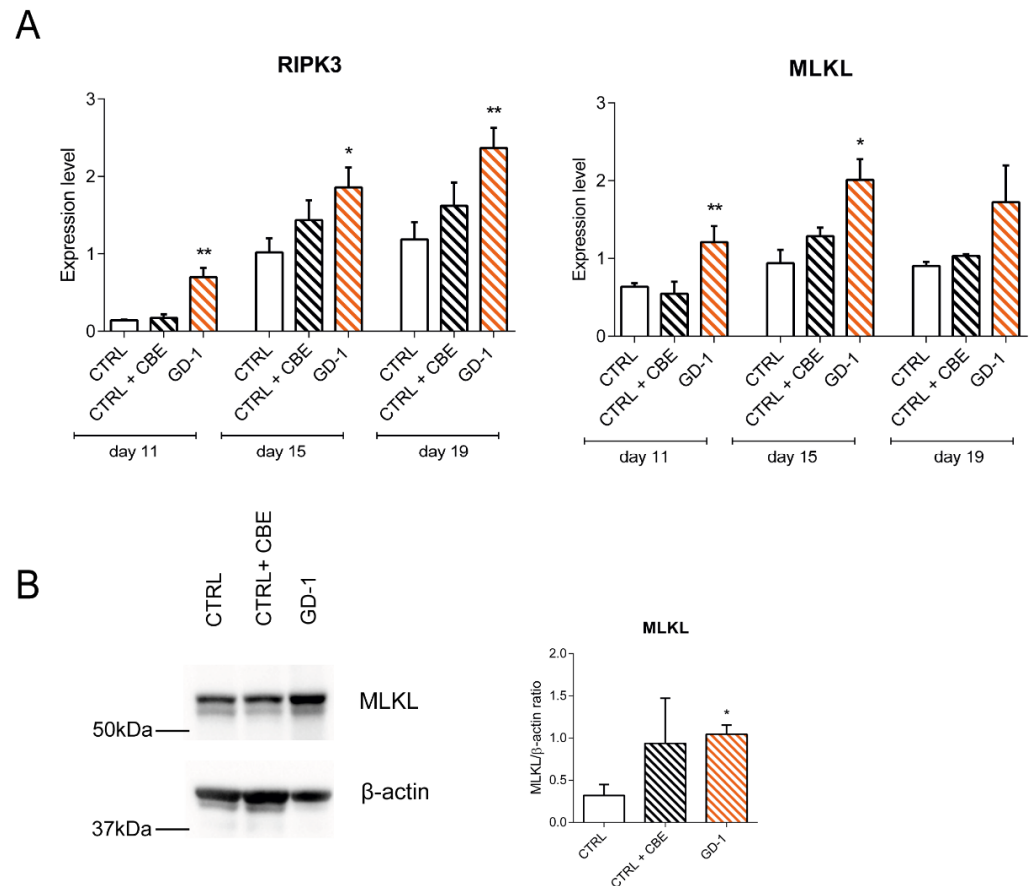 A
RIPK3
Expression level
3
2
1
0
**
*
**
CTRL
CTRL + CBE
GD-1
CTRL
CTRL + CBE
GD-1
CTRL
CTRL + CBE
GD-1
day 11
day 15
day 19
MLKL
Expression level
3
2
1
0
**
*
CTRL
CTRL + CBE
GD-1
CTRL
CTRL + CBE
GD-1
CTRL
CTRL + CBE
GD-1
day 11
day 15
day 19
B
CTRL
CTRL+ CBE
GD-1
MLKL
50kDa
β-actin
37kDa
MLKL
MLKL/β-actin ratio
2.0
1.5
1.0
0.5
0.0
*
CTRL
CTRL + CBE
GD-1